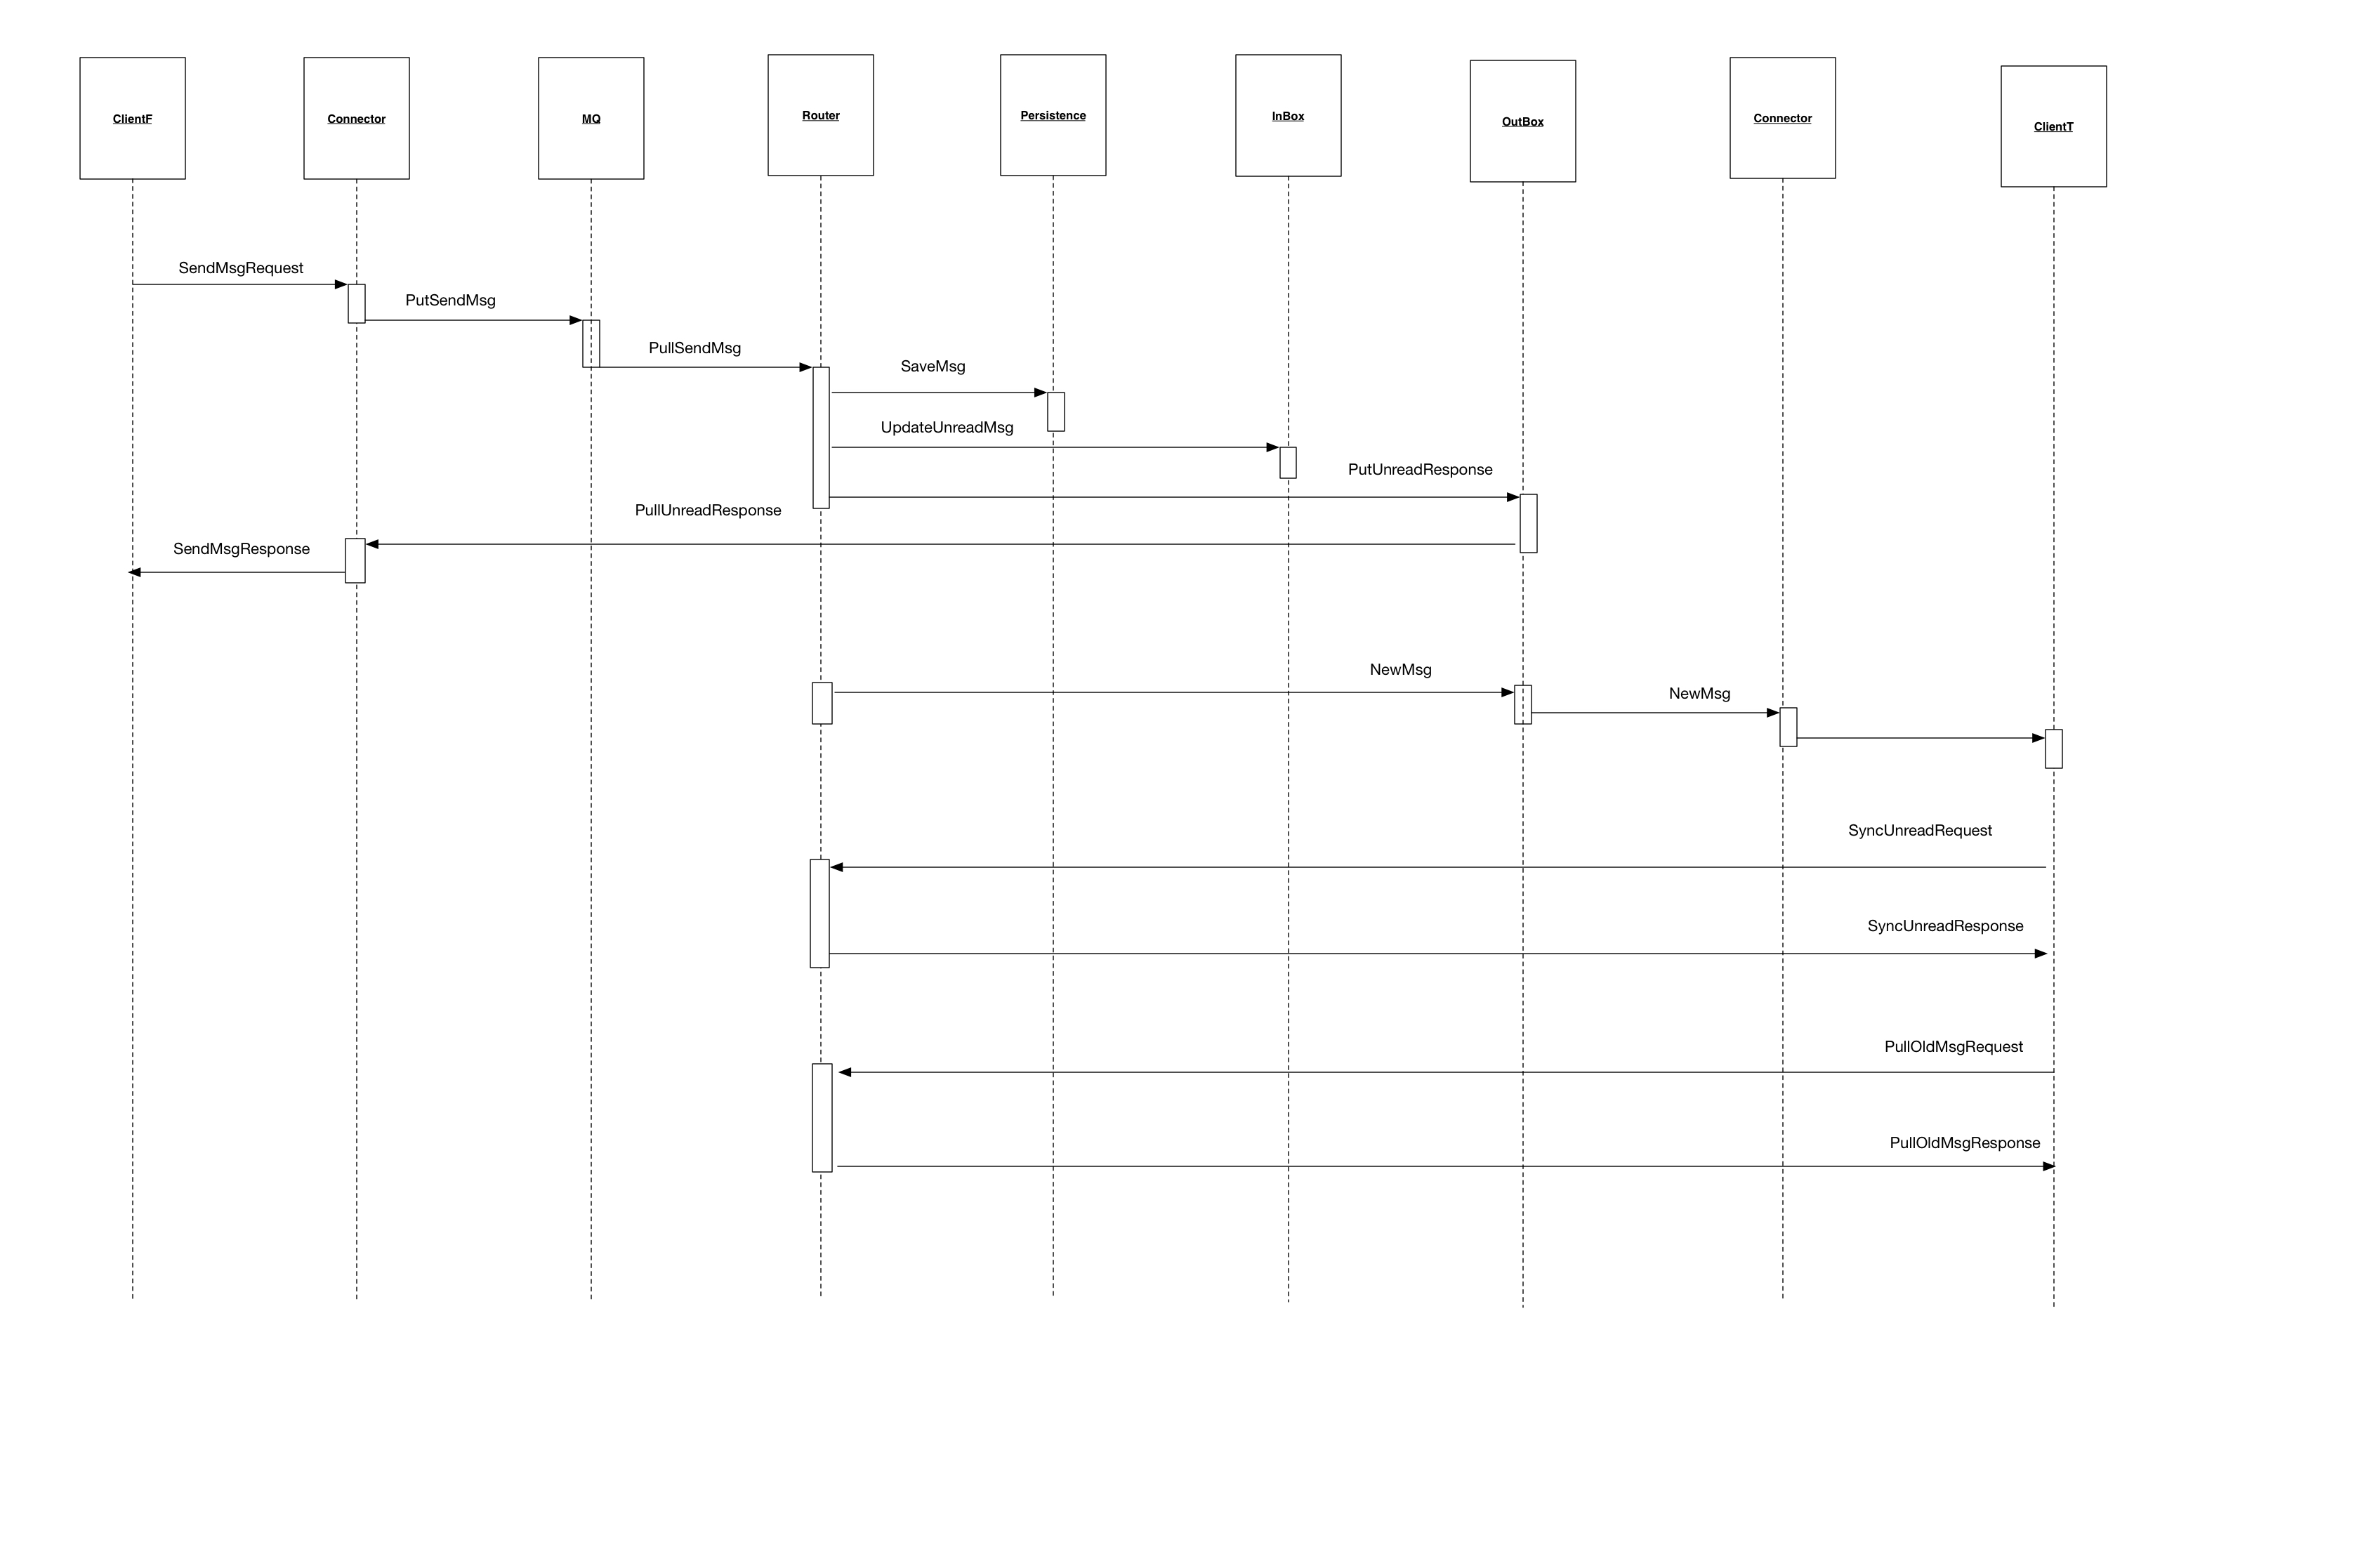 ClientF
Connector
MQ
Router
Persistence
InBox
OutBox
Connector
ClientT
SendMsgRequest
PutSendMsg
PullSendMsg
SaveMsg
UpdateUnreadMsg
PutUnreadResponse
PullUnreadResponse
SendMsgResponse
NewMsg
NewMsg
SyncUnreadRequest
SyncUnreadResponse
PullOldMsgRequest
PullOldMsgResponse